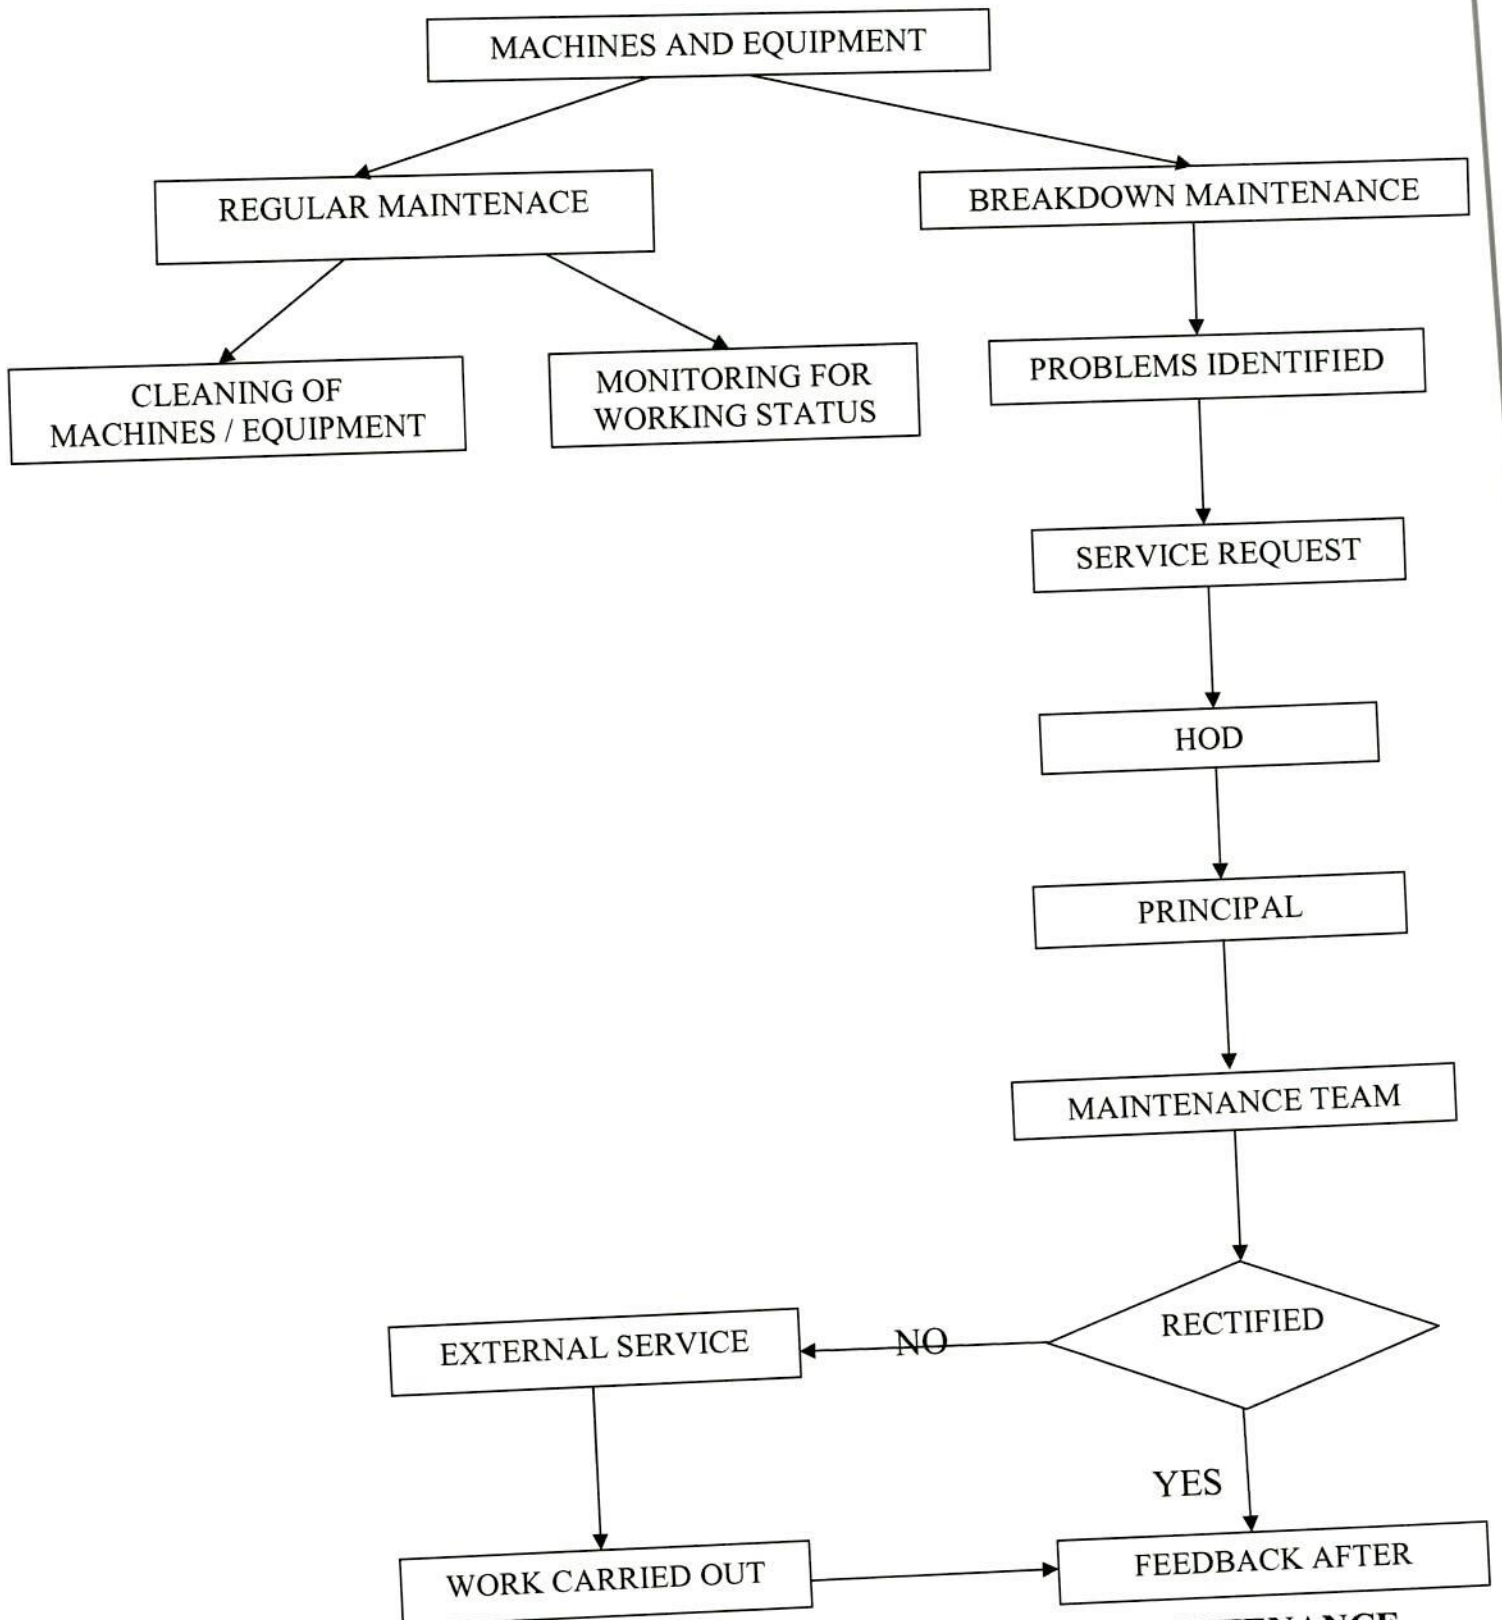 MACHINES AND EQUIPMENT
REGULAR MAINTENACE
BREAKDOWN MAINTENANCE
CLEANING OF
MACHINES / EQUIPMENT
MONITORING FOR
WORKING STATUS
PROBLEMS IDENTIFIED
SERVICE REQUEST
HOD
PRINCIPAL
MAINTENANCE TEAM
RECTIFIED
NO
EXTERNAL SERVICE
YES
WORK CARRIED OUT
FEEDBACK AFTER